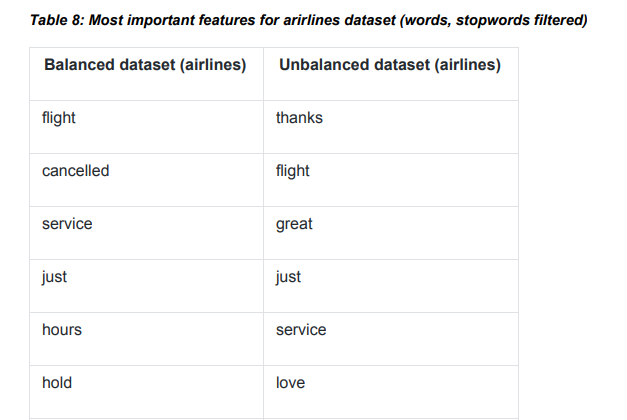 Table 8: Most important features for arirlines dataset (words, stopwords filtered)
Balanced dataset (airlines) Unbalanced dataset (airlines)
flight thanks
cancelled flight
service great
just just
hours service
hold love